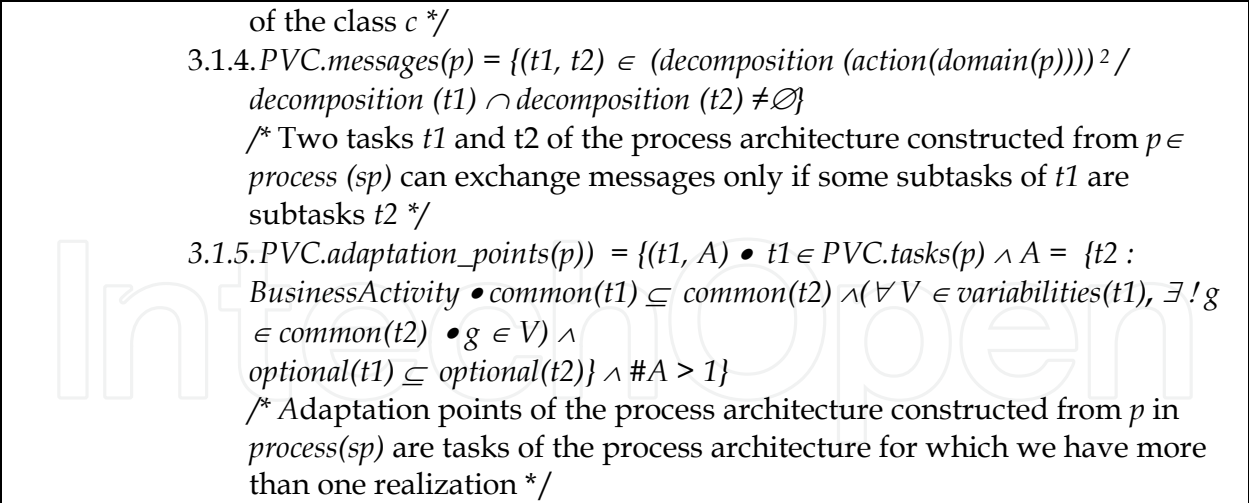 of the class c */
3.1.4. PVC.messages(p) = {(t1, t2) ∈ (decomposition (action(domain(p)))) ² /
decomposition (t1) ∩ decomposition (t2) ≠∅}
/* Two tasks t1 and t2 of the process architecture constructed from p ∈
process (sp) can exchange messages only if some subtasks of t1 are
subtasks t2 */
3.1.5. PVC.adaptation_points(p)) = {(t1, A) • t1 ∈ PVC.tasks(p) ∧ A = {t2 :
BusinessActivity • common(t1) ⊆ common(t2) ∧(∀ V ∈ variabilities(t1), ∃ ! g
∈ common(t2) • g ∈ V) ∧
optional(t1) ⊆ optional(t2)} ∧ #A > 1}
/* Adaptation points of the process architecture constructed from p in
process(sp) are tasks of the process architecture for which we have more
than one realization */
IntechOpen